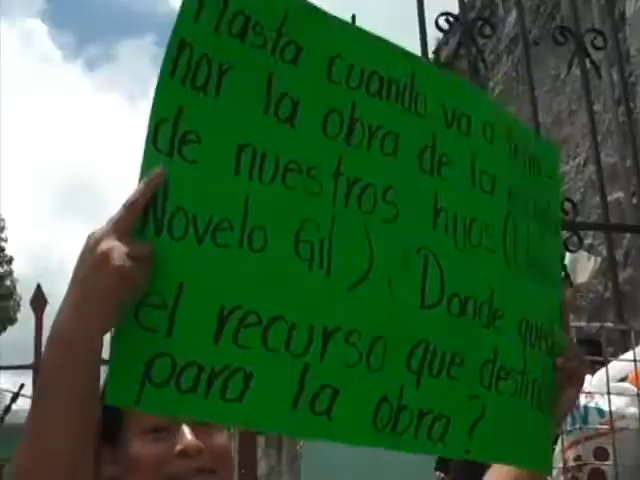 Hasta cuando va a
nar la obra de la
de nuestros hijos
Novelo Gil) Donde
el recurso que
para la obra?